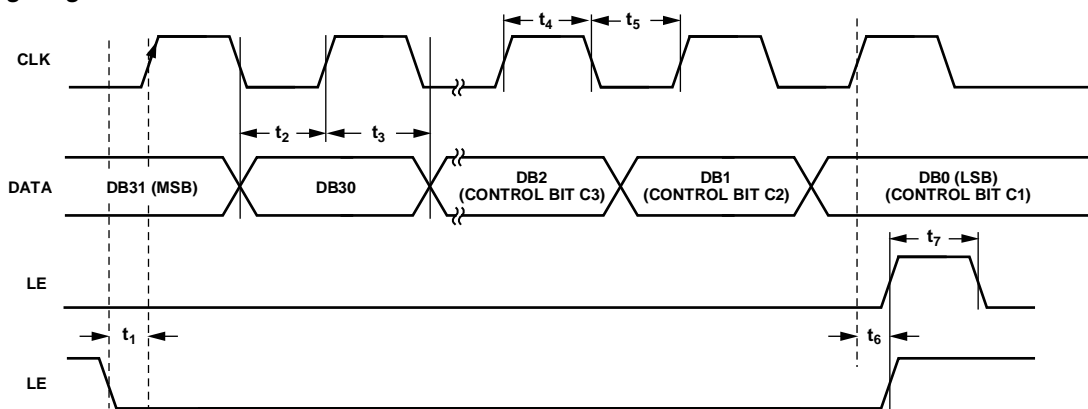 CLK
t4
t5
t2
t3
DATA
DB31 (MSB)
DB30
DB2
(CONTROL BIT C3)
DB1
(CONTROL BIT C2)
DB0 (LSB)
(CONTROL BIT C1)
t7
LE
t1
t6
LE